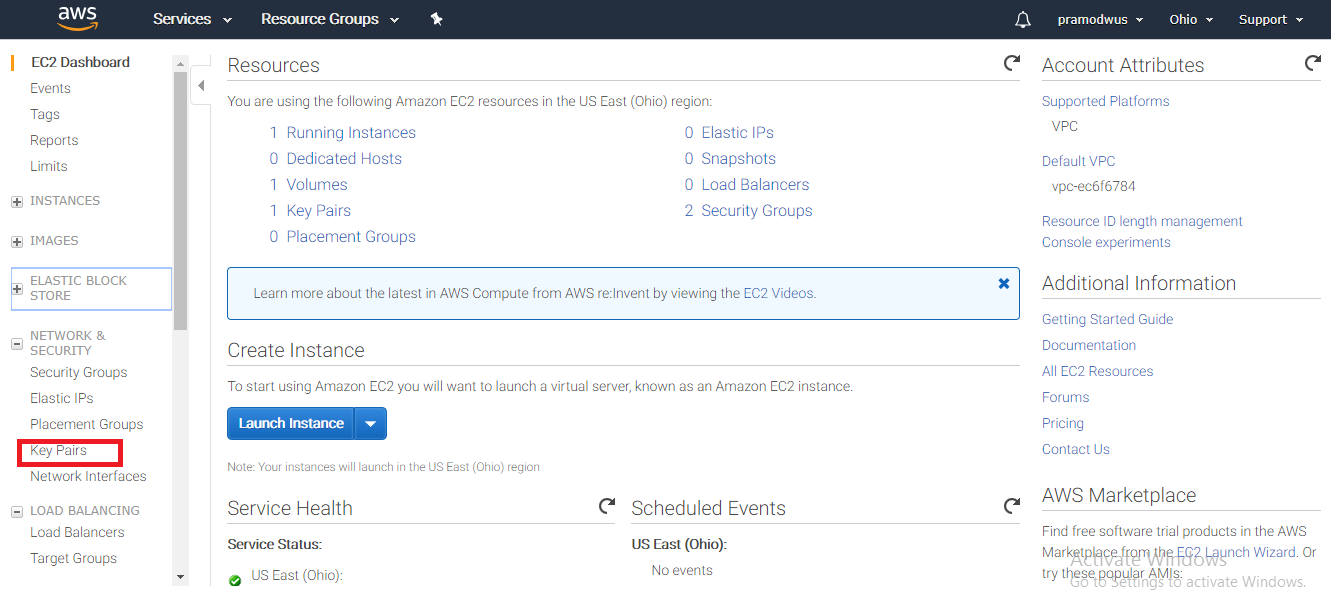 aws
Services
Resource Groups
pramodwus
Ohio
Support
EC2 Dashboard
Events
Tags
Reports
Limits
INSTANCES
IMAGES
ELASTIC BLOCK
STORE
NETWORK &
SECURITY
Security Groups
Elastic IPs
Placement Groups
Key Pairs
Network Interfaces
LOAD BALANCING
Load Balancers
Target Groups
Resources
You are using the following Amazon EC2 resources in the US East (Ohio) region:
1 Running Instances
0 Dedicated Hosts
1 Volumes
1 Key Pairs
0 Placement Groups
0 Elastic IPs
0 Snapshots
0 Load Balancers
2 Security Groups
Learn more about the latest in AWS Compute from AWS re:Invent by viewing the EC2 Videos.
Create Instance
To start using Amazon EC2 you will want to launch a virtual server, known as an Amazon EC2 instance.
Launch Instance
Note: Your instances will launch in the US East (Ohio) region
Service Health
Service Status:
US East (Ohio):
Scheduled Events
US East (Ohio):
No events
Account Attributes
Supported Platforms
VPC
Default VPC
vpc-ec6f6784
Resource ID length management
Console experiments
Additional Information
Getting Started Guide
Documentation
All EC2 Resources
Forums
Pricing
Contact Us
AWS Marketplace
Find free software trial products in the AWS
Marketplace from the EC2 Launch Wizard. Or
try these popular AMIs:
Activate Windows
Go to Settings to activate Windows.